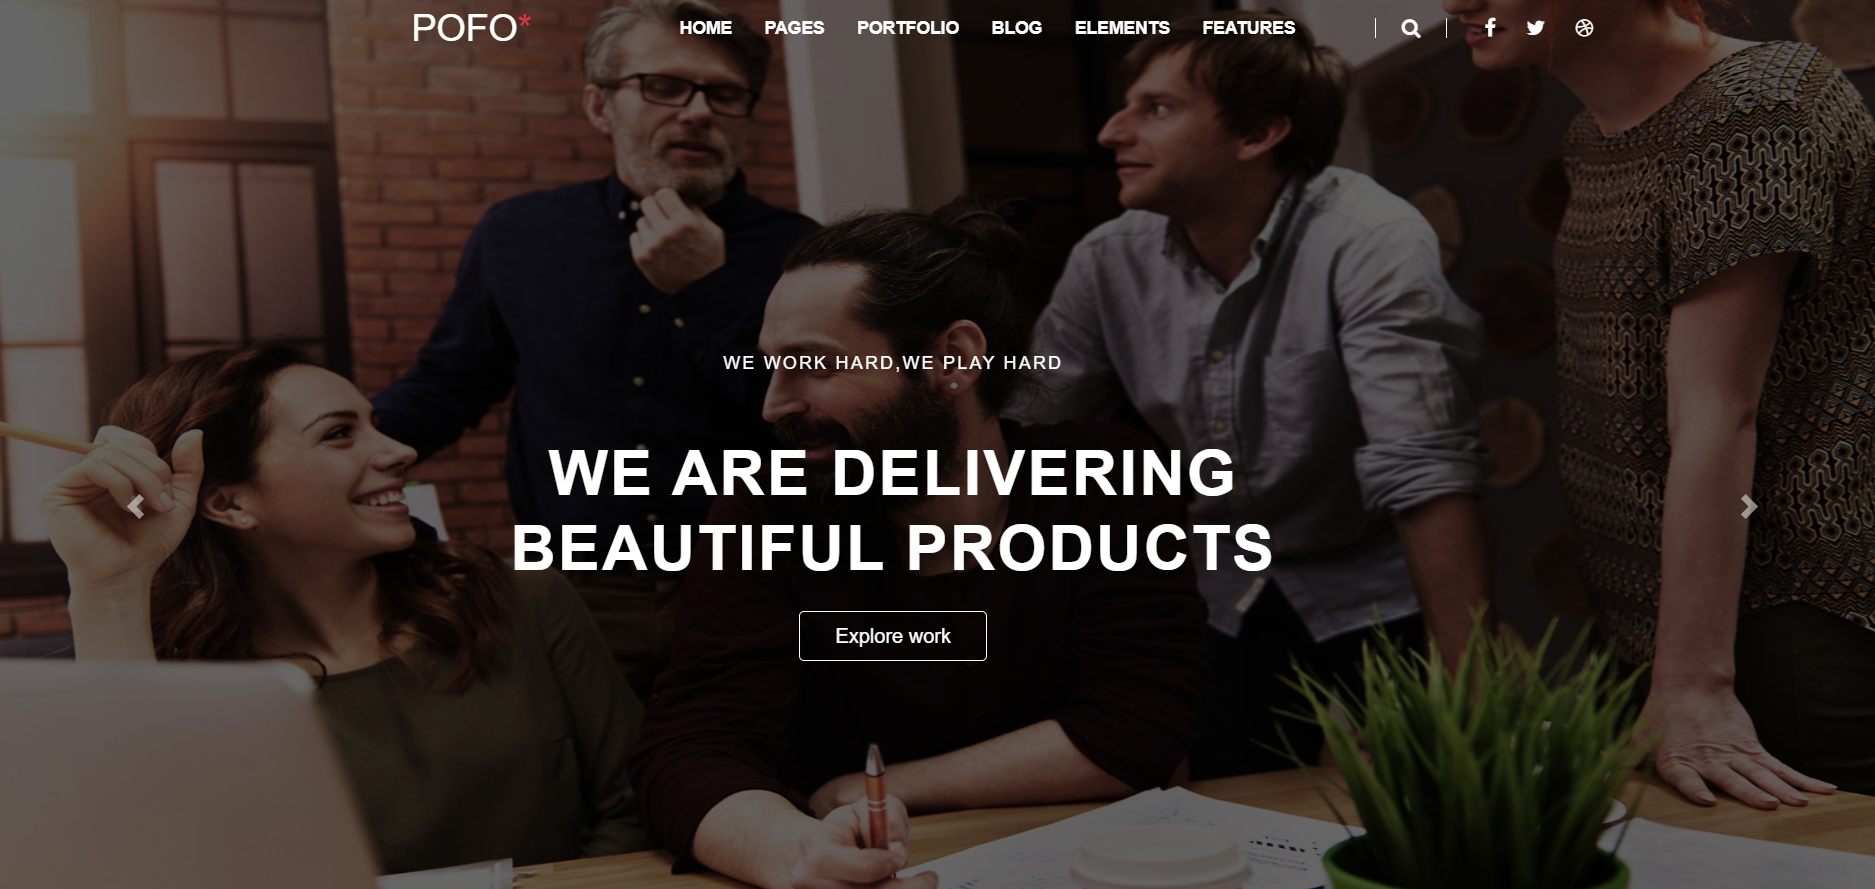 POFO*
HOME PAGES PORTFOLIO BLOG ELEMENTS FEATURES
WE WORK HARD,WE PLAY HARD
WE ARE DELIVERING
BEAUTIFUL PRODUCTS
Explore work